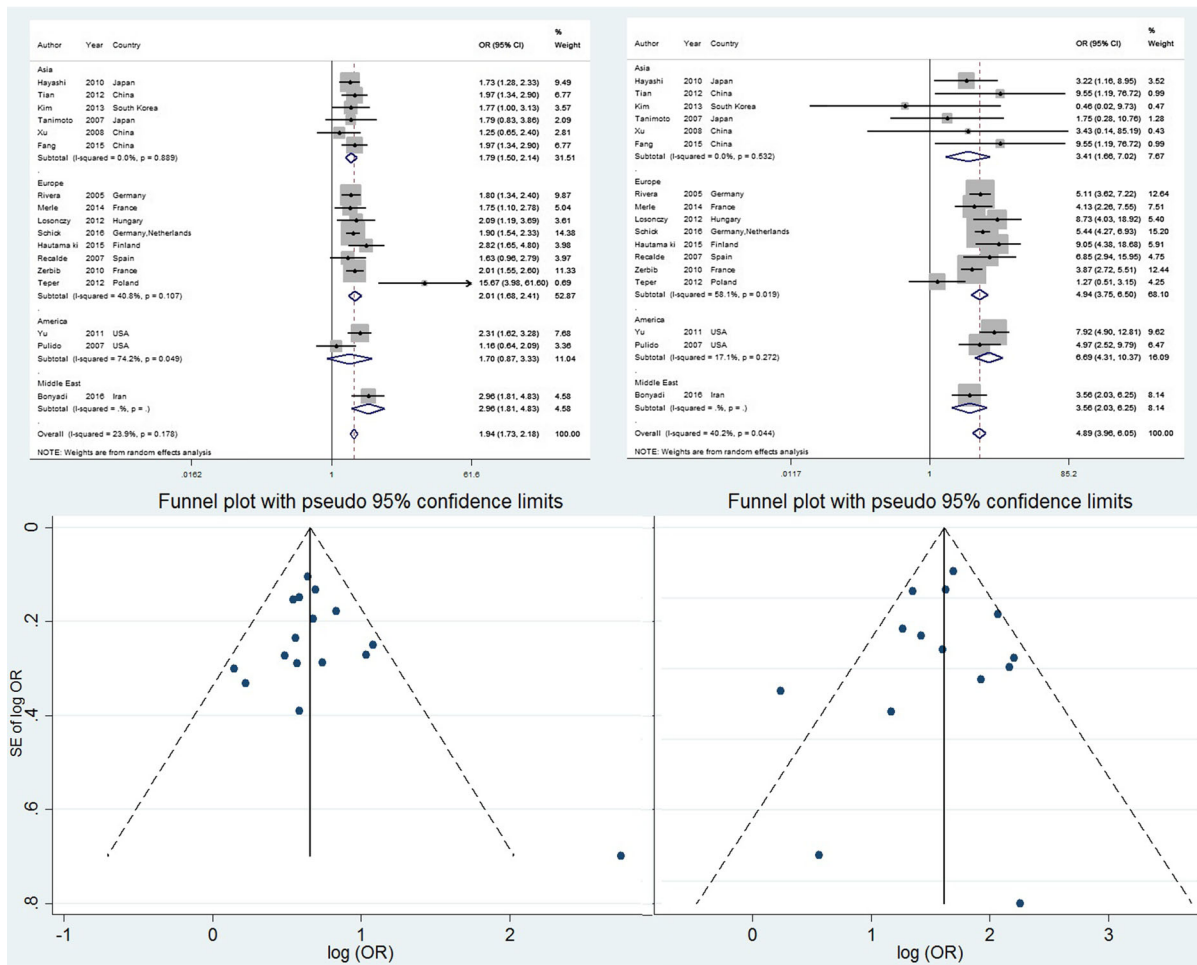 %
Author Year Country OR (95% CI) Weight
Asia
Hayashi 2010 Japan 1.73 (1.28, 2.33) 9.49
Tian 2012 China 1.97 (1.34, 2.90) 6.77
Kim 2013 South Korea 1.77 (1.00, 3.13) 3.57
Tanimoto 2007 Japan 1.79 (0.83, 3.86) 2.09
Xu 2008 China 1.25 (0.65, 2.40) 2.81
Fang 2015 China 1.97 (1.34, 2.90) 6.77
Subtotal (I-squared = 0.0%, p = 0.889) 1.79 (1.50, 2.14) 31.51
.
Europe
Rivera 2005 Germany 1.80 (1.34, 2.40) 9.87
Merle 2014 France 1.75 (1.10, 2.78) 5.04
Losonczy 2012 Hungary 2.09 (1.19, 3.69) 3.61
Schick 2016 Germany,Netherlands 1.90 (1.54, 2.33) 14.38
Hautama ki 2015 Finland 2.82 (1.65, 4.80) 3.98
Recalde 2007 Spain 1.63 (0.96, 2.79) 3.97
Zerbib 2010 France 2.01 (1.55, 2.60) 11.33
Teper 2012 Poland 15.67 (3.98, 61.60) 0.69
Subtotal (I-squared = 40.8%, p = 0.107) 2.01 (1.68, 2.41) 52.87
.
America
Yu 2011 USA 2.31 (1.62, 3.28) 7.68
Pulido 2007 USA 1.16 (0.64, 2.09) 3.36
Subtotal (I-squared = 74.2%, p = 0.049) 1.70 (0.87, 3.33) 11.04
.
Middle East
Bonyadi 2016 Iran 2.96 (1.81, 4.83) 4.58
Subtotal (I-squared = .%, p = .) 2.96 (1.81, 4.83) 4.58
.
Overall (I-squared = 23.9%, p = 0.178) 1.94 (1.73, 2.18) 100.00
NOTE: Weights are from random effects analysis
.0162 1 61.6
%
Author Year Country OR (95% CI) Weight
Asia
Hayashi 2010 Japan 3.22 (1.16, 8.95) 3.52
Tian 2012 China 9.55 (1.19, 76.72) 0.99
Kim 2013 South Korea 0.46 (0.02, 9.73) 0.47
Tanimoto 2007 Japan 1.75 (0.28, 10.76) 1.28
Xu 2008 China 3.43 (0.14, 85.19) 0.43
Fang 2015 China 9.55 (1.19, 76.72) 0.99
Subtotal (I-squared = 0.0%, p = 0.532) 3.41 (1.66, 7.02) 7.67
.
Europe
Rivera 2005 Germany 5.11 (3.62, 7.22) 12.64
Merle 2014 France 4.13 (2.26, 7.55) 7.51
Losonczy 2012 Hungary 8.73 (4.03, 18.92) 5.40
Schick 2016 Germany,Netherlands 5.44 (4.27, 6.93) 15.20
Hautama ki 2015 Finland 9.05 (4.38, 18.68) 5.91
Recalde 2007 Spain 6.85 (2.94, 15.95) 4.75
Zerbib 2010 France 3.87 (2.72, 5.51) 12.44
Teper 2012 Poland 1.27 (0.51, 3.15) 4.25
Subtotal (I-squared = 58.1%, p = 0.019) 4.94 (3.75, 6.50) 68.10
.
America
Yu 2011 USA 7.92 (4.90, 12.81) 9.62
Pulido 2007 USA 4.97 (2.52, 9.79) 6.47
Subtotal (I-squared = 17.1%, p = 0.272) 6.69 (4.31, 10.37) 16.09
.
Middle East
Bonyadi 2016 Iran 3.56 (2.03, 6.25) 8.14
Subtotal (I-squared = .%, p = .) 3.56 (2.03, 6.25) 8.14
.
Overall (I-squared = 40.2%, p = 0.044) 4.89 (3.96, 6.05) 100.00
NOTE: Weights are from random effects analysis
.0117 1 85.2
Funnel plot with pseudo 95% confidence limits
SE of log OR
0
.2
.4
.6
.8
-1 0 1 2
log (OR)
Funnel plot with pseudo 95% confidence limits
0 1 2 3
log (OR)